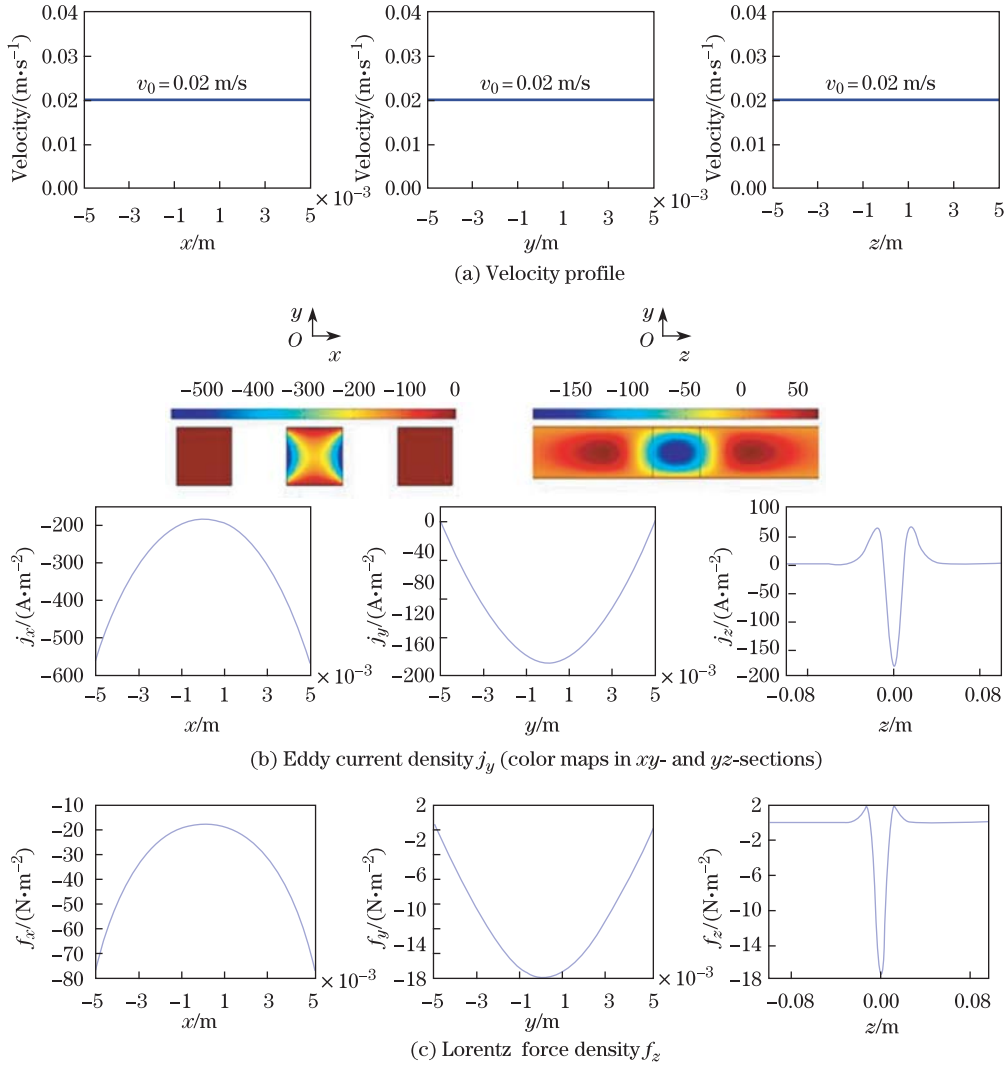 Velocity/(m•s⁻¹)
0.04
0.03
0.02
0.01
0.00
v₀ = 0.02 m/s
−5 −3 −1 1 3 5
× 10⁻³
x/m
Velocity/(m•s⁻¹)
0.04
0.03
0.02
0.01
0.00
v₀ = 0.02 m/s
−5 −3 −1 1 3 5
× 10⁻³
y/m
Velocity/(m•s⁻¹)
0.04
0.03
0.02
0.01
0.00
v₀ = 0.02 m/s
−5 −3 −1 1 3 5
z/m
(a) Velocity profile
y
O
x
−500 −400 −300 −200 −100 0
y
O
z
−150 −100 −50 0 50
jₓ/(A•m⁻²)
−200
−300
−400
−500
−600
−5 −3 −1 1 3 5
× 10⁻³
x/m
j_y/(A•m⁻²)
0
−40
−80
−120
−160
−200
−5 −3 −1 1 3 5
× 10⁻³
y/m
j_z/(A•m⁻²)
100
50
0
−50
−100
−150
−200
−0.08 0.00 0.08
z/m
(b) Eddy current density j_y (color maps in xy- and yz-sections)
fₓ/(N•m⁻²)
−10
−20
−30
−40
−50
−60
−70
−80
−5 −3 −1 1 3 5
× 10⁻³
x/m
f_y/(N•m⁻²)
2
−2
−6
−10
−14
−18
−5 −3 −1 1 3 5
× 10⁻³
y/m
f_z/(N•m⁻²)
2
−2
−6
−10
−14
−18
−0.08 0.00 0.08
z/m
(c) Lorentz force density f_z